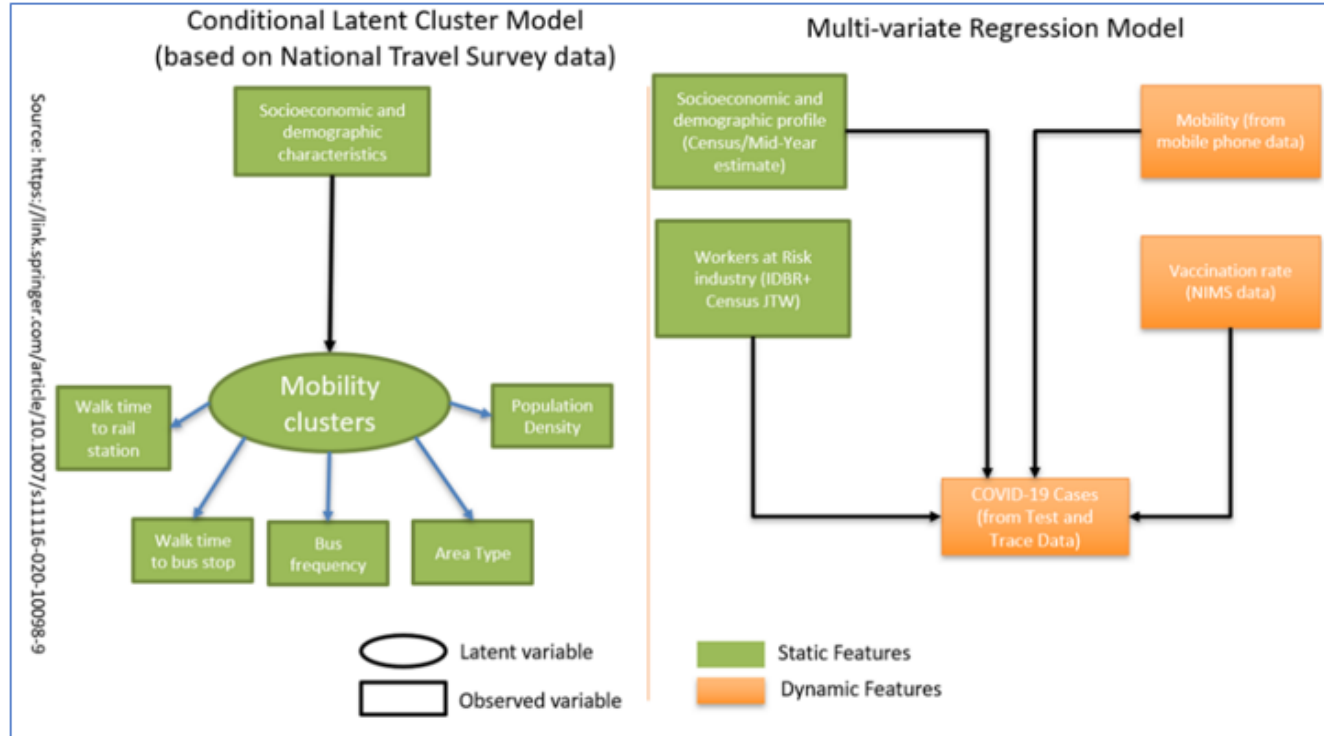 Conditional Latent Cluster Model
(based on National Travel Survey data)
Source: https://link.springer.com/article/10.1007/s11116-020-10098-9
Socioeconomic and
demographic
characteristics
Mobility
clusters
Walk time
to rail
station
Population
Density
Walk time
to bus stop
Bus
frequency
Area Type
Latent variable
Observed variable
Multi-variate Regression Model
Socioeconomic and
demographic profile
(Census/Mid-Year
estimate)
Mobility (from
mobile phone data)
Workers at Risk
industry (IDBR+
Census JTW)
Vaccination rate
(NIMS data)
COVID-19 Cases
(from Test and
Trace Data)
Static Features
Dynamic Features